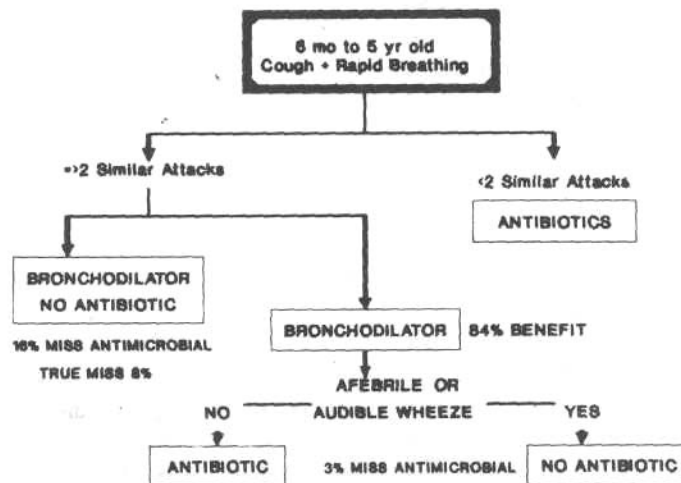 6 mo to 5 yr old
Cough + Rapid Breathing
=>2 Similar Attacks
<2 Similar Attacks
ANTIBIOTICS
BRONCHODILATOR
NO ANTIBIOTIC
16% MISS ANTIMICROBIAL
TRUE MISS 8%
BRONCHODILATOR
84% BENEFIT
AFEBRILE OR
NO AUDIBLE WHEEZE YES
ANTIBIOTIC
3% MISS ANTIMICROBIAL
NO ANTIBIOTIC